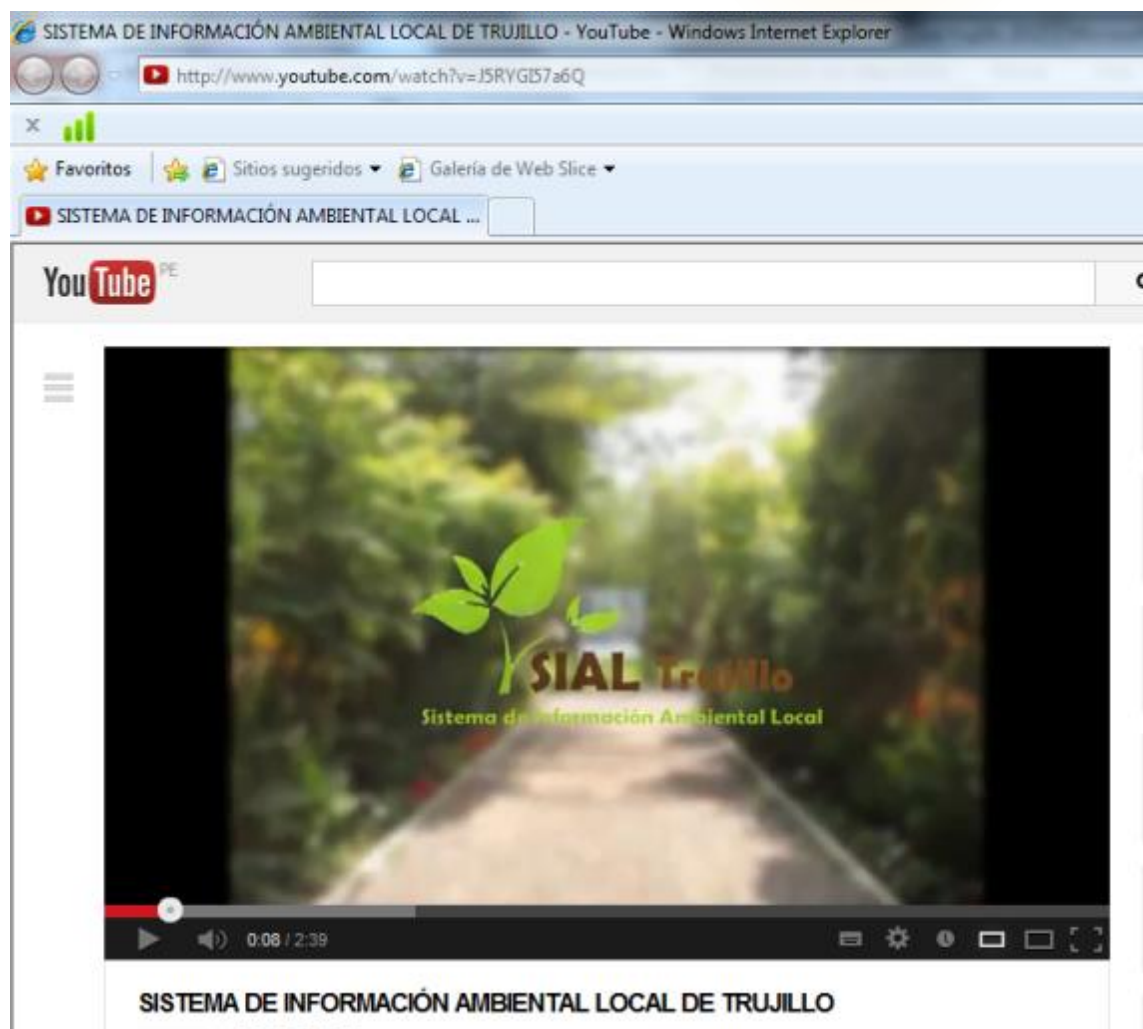 SISTEMA DE INFORMACIÓN AMBIENTAL LOCAL DE TRUJILLO - YouTube - Windows Internet Explorer
http://www.youtube.com/watch?v=J5RYGI57a6Q
Favoritos Sitios sugeridos Galería de Web Slice
SISTEMA DE INFORMACIÓN AMBIENTAL LOCAL ...
YouTube PE
SIAL Trujillo
Sistema de Información Ambiental Local
0:08 / 2:39
SISTEMA DE INFORMACIÓN AMBIENTAL LOCAL DE TRUJILLO